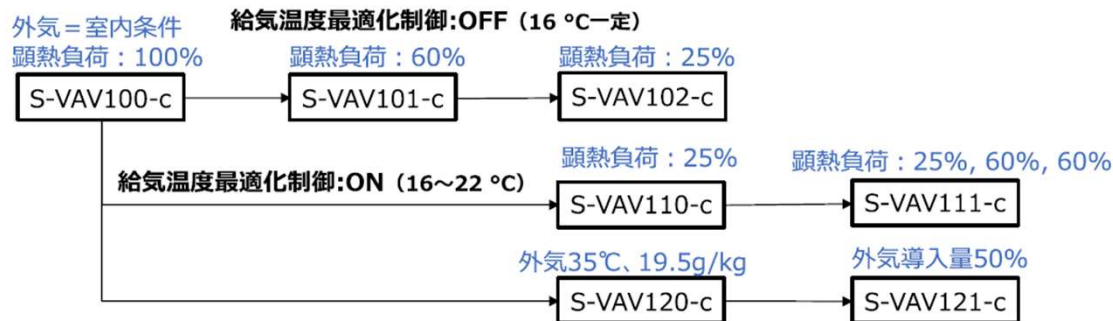 給気温度最適化制御:OFF（16 ℃一定）
外気＝室内条件
顕熱負荷：100%
顕熱負荷：60%
顕熱負荷：25%
S-VAV100-c
S-VAV101-c
S-VAV102-c
顕熱負荷：25%
顕熱負荷：25%, 60%, 60%
給気温度最適化制御:ON（16～22 ℃）
S-VAV110-c
S-VAV111-c
外気35℃、19.5g/kg
外気導入量50%
S-VAV120-c
S-VAV121-c